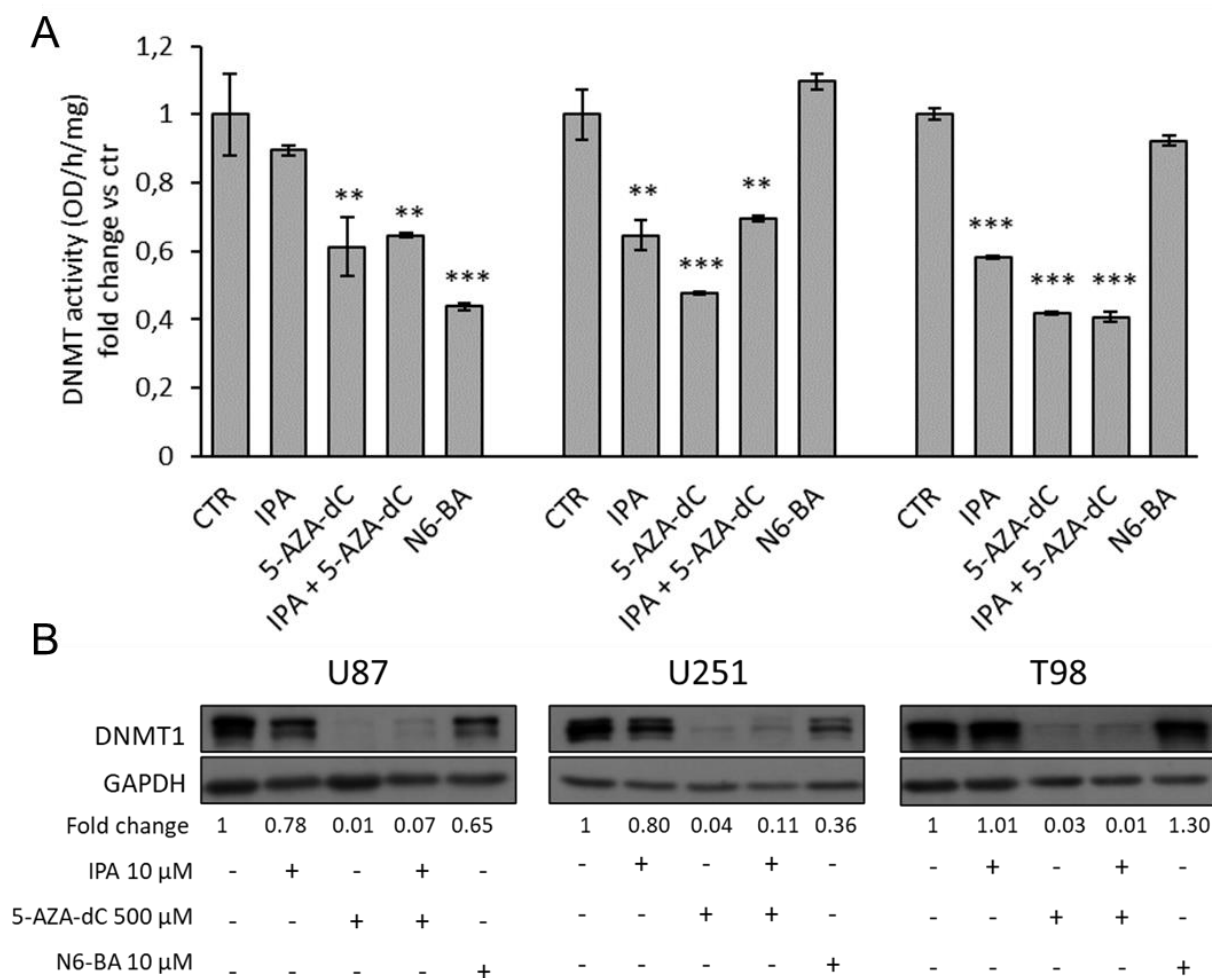 A
DNMT activity (OD/h/mg)
fold change vs ctr
1,2
1
0,8
0,6
0,4
0,2
0
** ** ***
** *** **
*** *** ***
CTR IPA 5-AZA-dC IPA + 5-AZA-dC N6-BA
CTR IPA 5-AZA-dC IPA + 5-AZA-dC N6-BA
CTR IPA 5-AZA-dC IPA + 5-AZA-dC N6-BA
B
U87 U251 T98
DNMT1
GAPDH
Fold change 1 0.78 0.01 0.07 0.65 1 0.80 0.04 0.11 0.36 1 1.01 0.03 0.01 1.30
IPA 10 µM - + - + - - + - + - - + - + -
5-AZA-dC 500 µM - - + + - - - + + - - - + + -
N6-BA 10 µM - - - - + - - - - + - - - - +